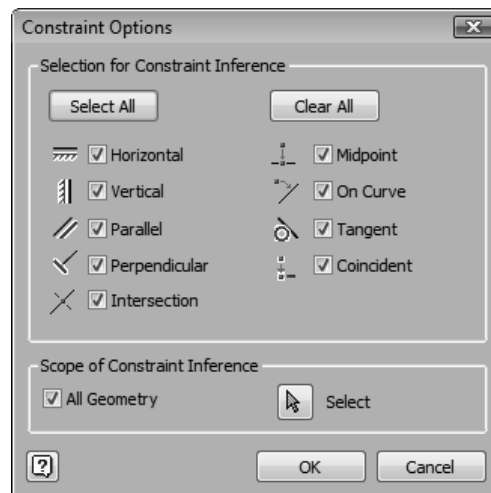 Constraint Options
Selection for Constraint Inference
Select All
Clear All
Horizontal
Midpoint
Vertical
On Curve
Parallel
Tangent
Perpendicular
Coincident
Intersection
Scope of Constraint Inference
All Geometry
Select
?
OK
Cancel